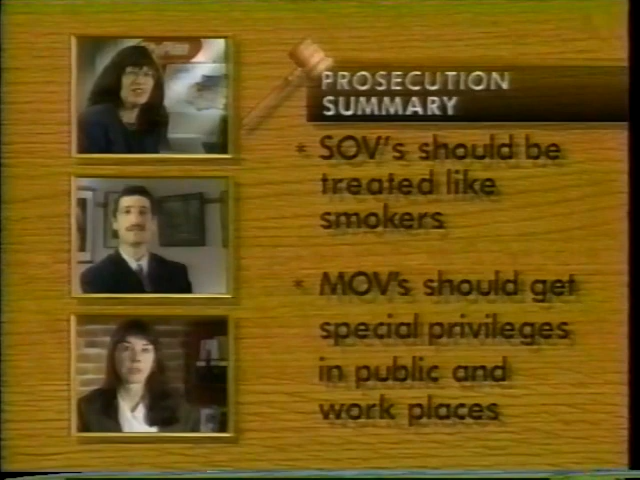 PROSECUTION
SUMMARY
* SOV's should be
treated like
smokers
* MOV's should get
special privileges
in public and
work places